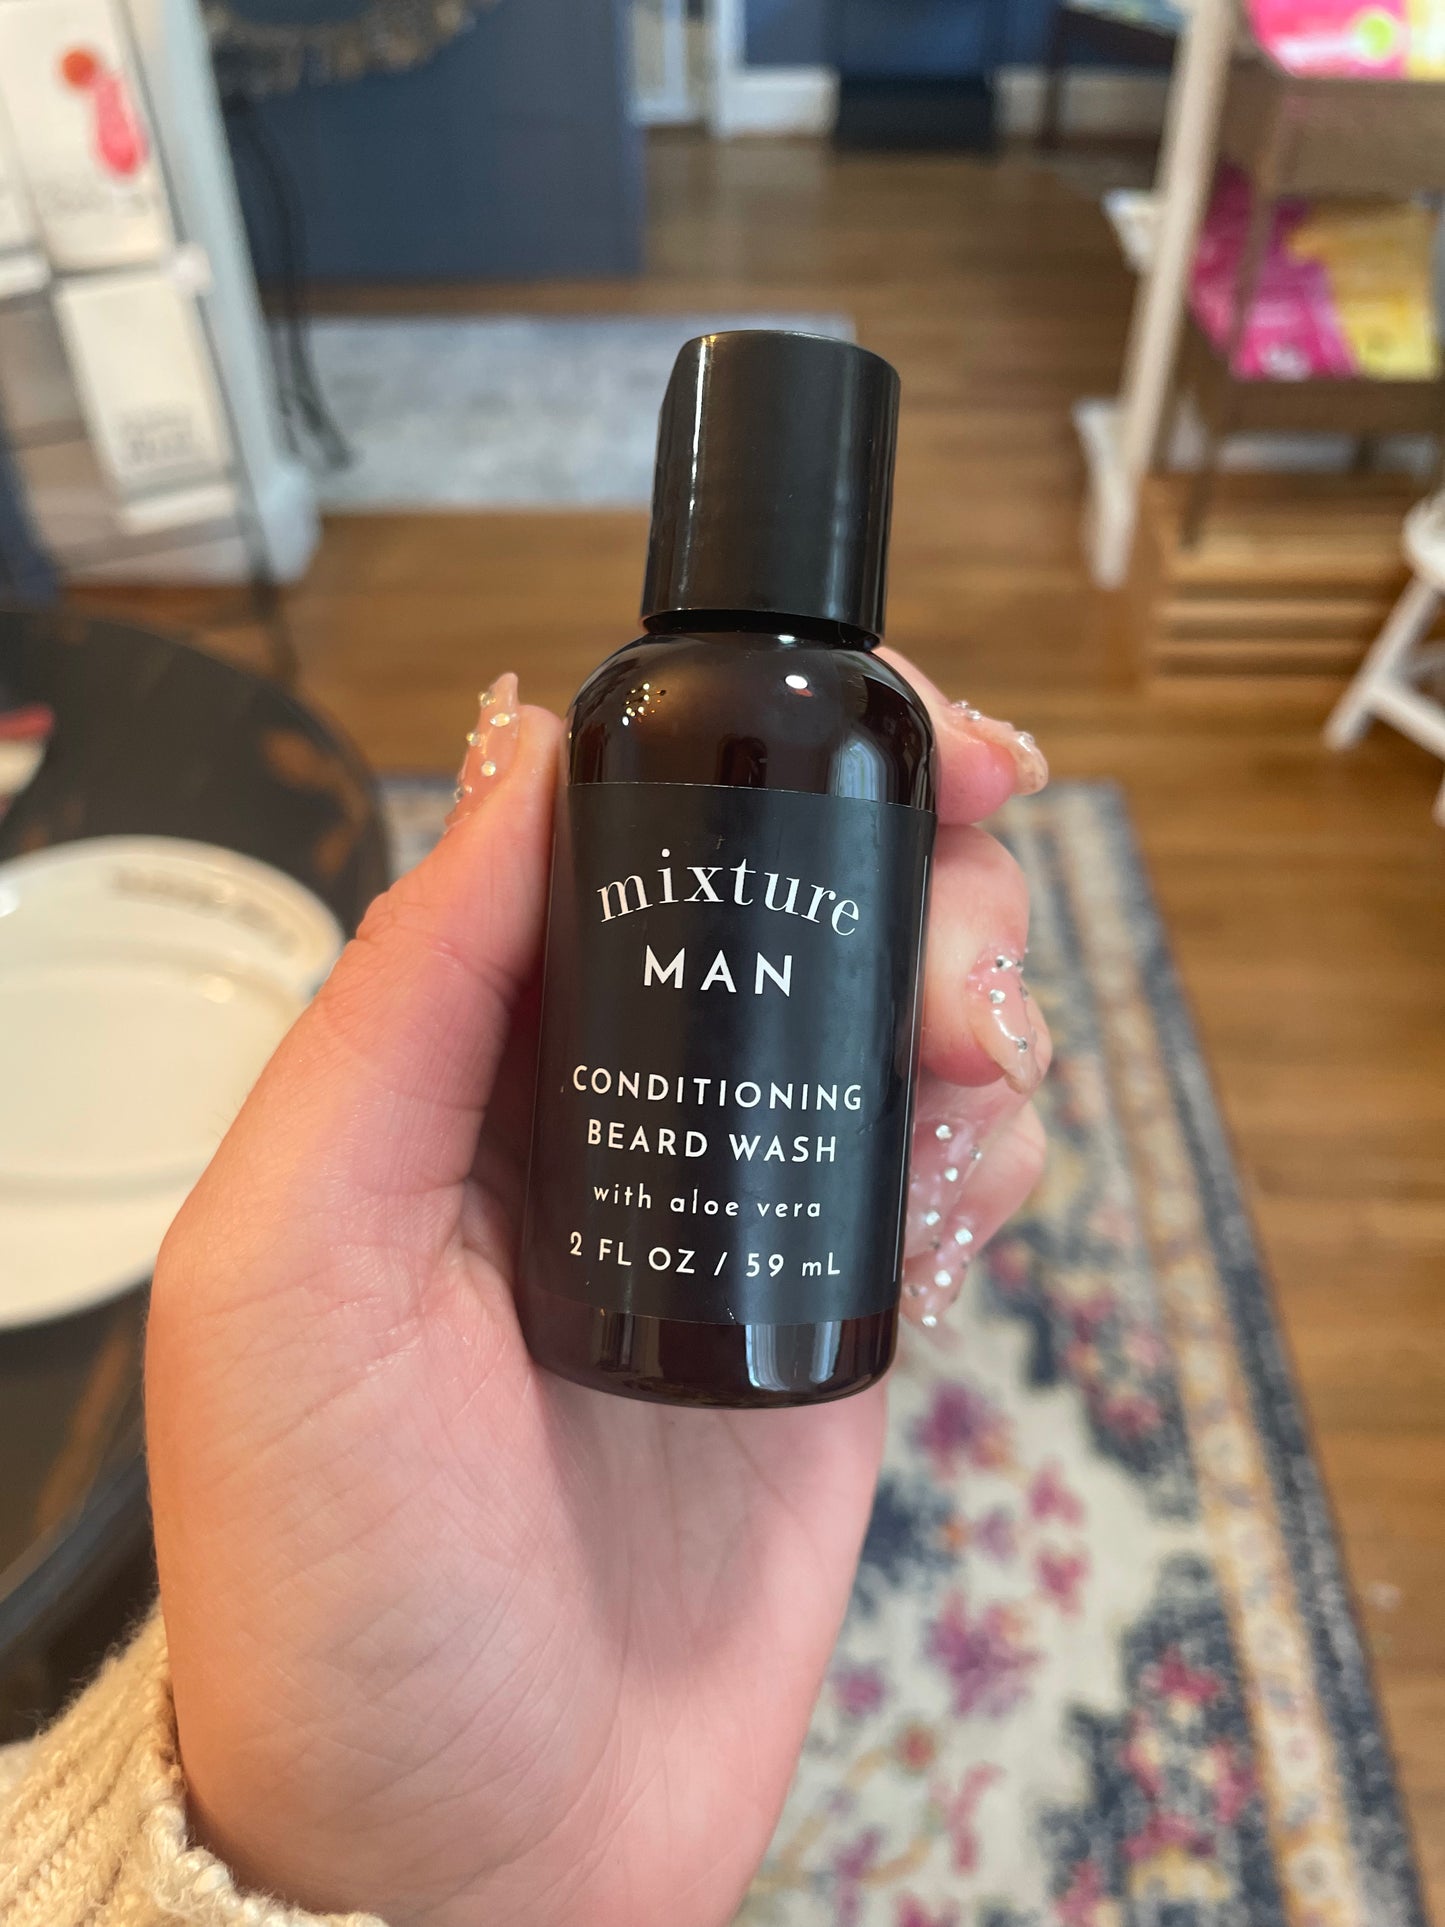 mixture
MAN
CONDITIONING
BEARD WASH
with aloe vera
2 FL OZ / 59 mL